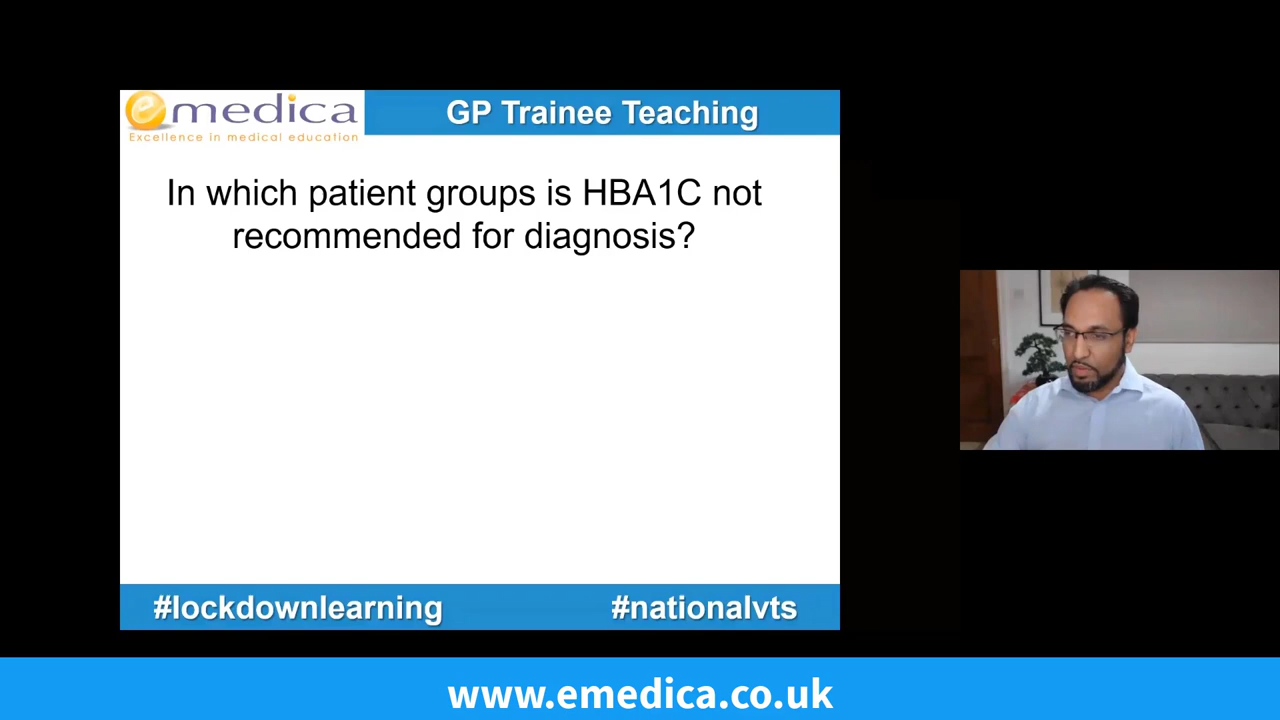 emedica
Excellence in medical education
GP Trainee Teaching
In which patient groups is HBA1C not
recommended for diagnosis?
#lockdownlearning
#nationalvts
www.emedica.co.uk